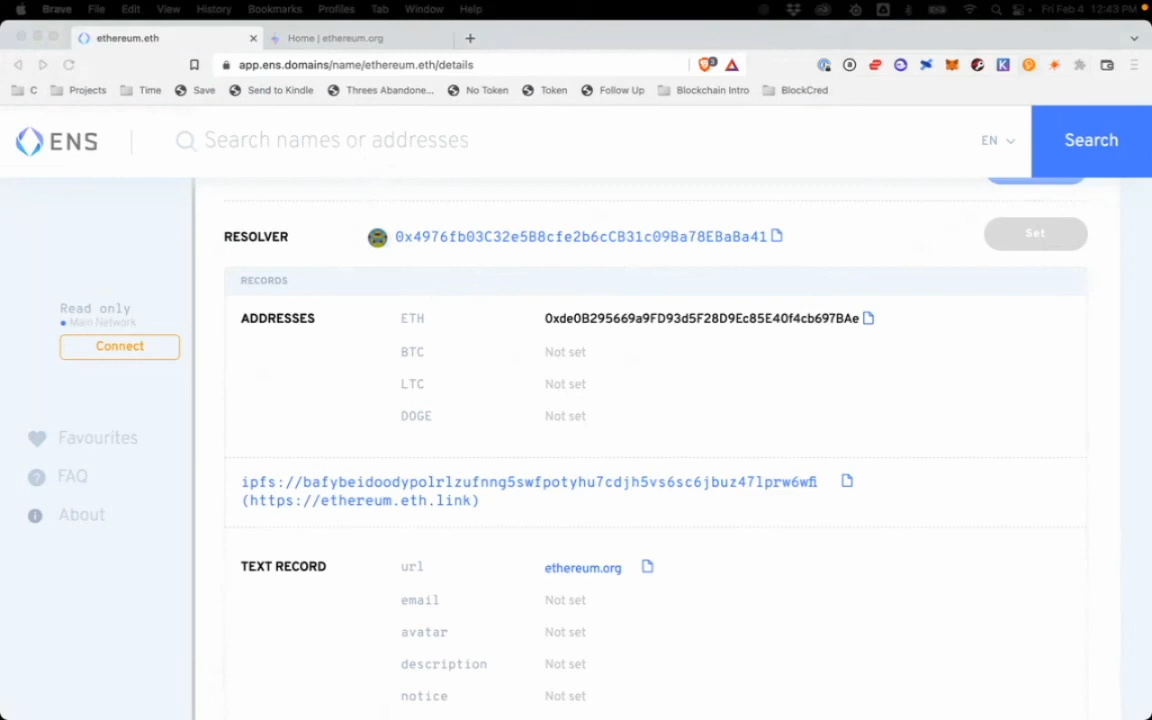 Brave File Edit View History Bookmarks Profiles Tab Window Help Fri Feb 4 12:43 PM
ethereum.eth
Home | ethereum.org
app.ens.domains/name/ethereum.eth/details
C Projects Time Save Send to Kindle Threes Abandone... No Token Token Follow Up Blockchain Intro BlockCred
ENS
Search names or addresses
EN
Search
RESOLVER
0x4976fb03C32e5B8cfe2b6cCB31c09Ba78EBaBa41
Set
RECORDS
Read only
Main Network
Connect
ADDRESSES
ETH 0xde0B295669a9FD93d5F28D9Ec85E40f4cb697BAe
BTC Not set
LTC Not set
DOGE Not set
Favourites
FAQ
About
ipfs://bafybeidoodypolrlzufnng5swfpotyhu7cdjh5vs6sc6jbuz47lprw6wfi
(https://ethereum.eth.link)
TEXT RECORD
url ethereum.org
email Not set
avatar Not set
description Not set
notice Not set